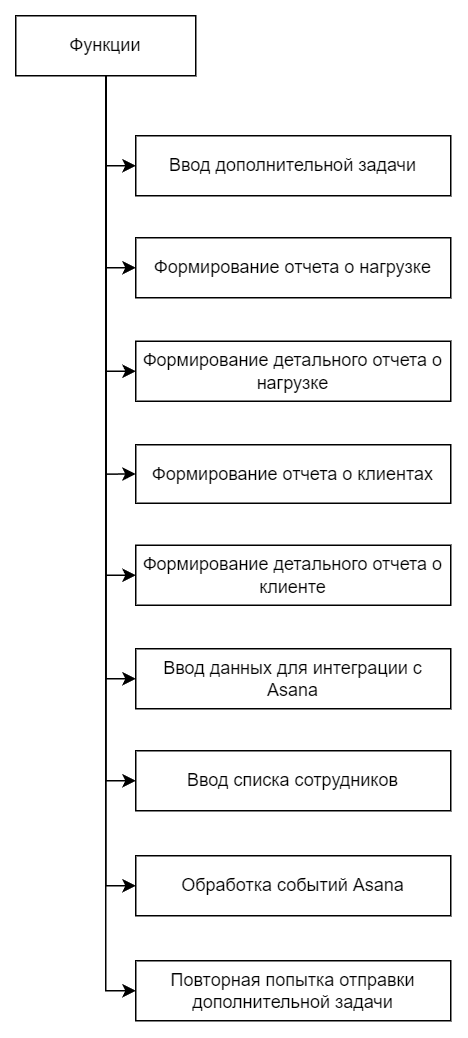 Функции
Ввод дополнительной задачи
Формирование отчета о нагрузке
Формирование детального отчета о
нагрузке
Формирование отчета о клиентах
Формирование детального отчета о
клиенте
Ввод данных для интеграции с
Asana
Ввод списка сотрудников
Обработка событий Asana
Повторная попытка отправки
дополнительной задачи